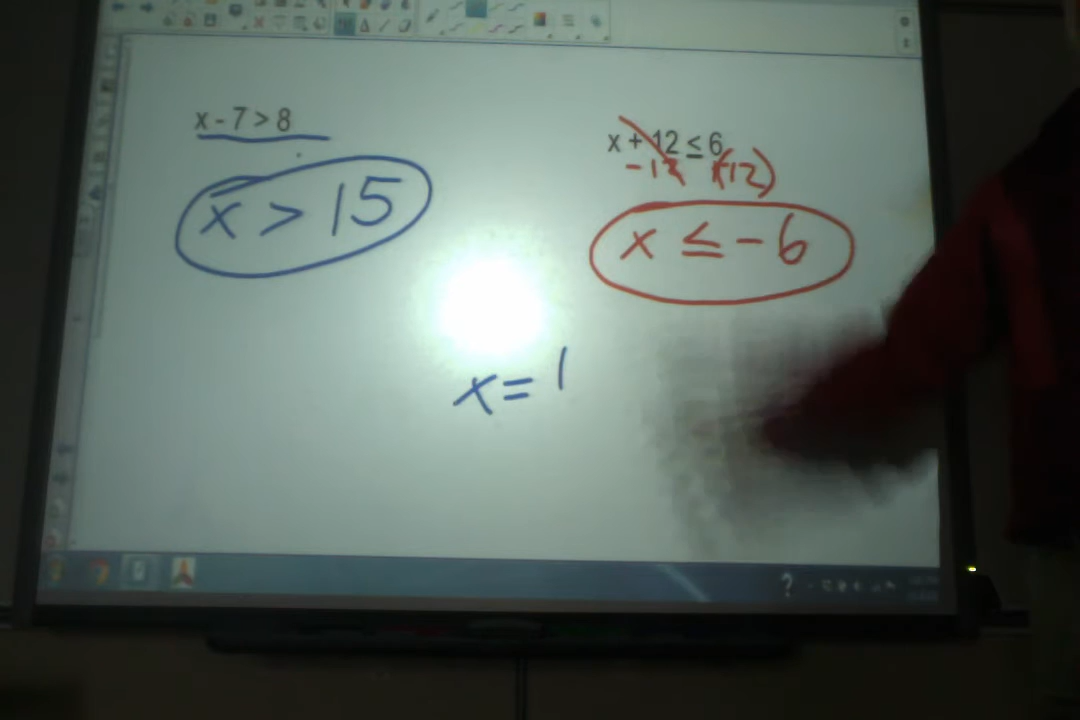 x - 7 > 8
x > 15
x + 12 ≤ 6
-12 (-12)
x ≤ -6
x = 1
?